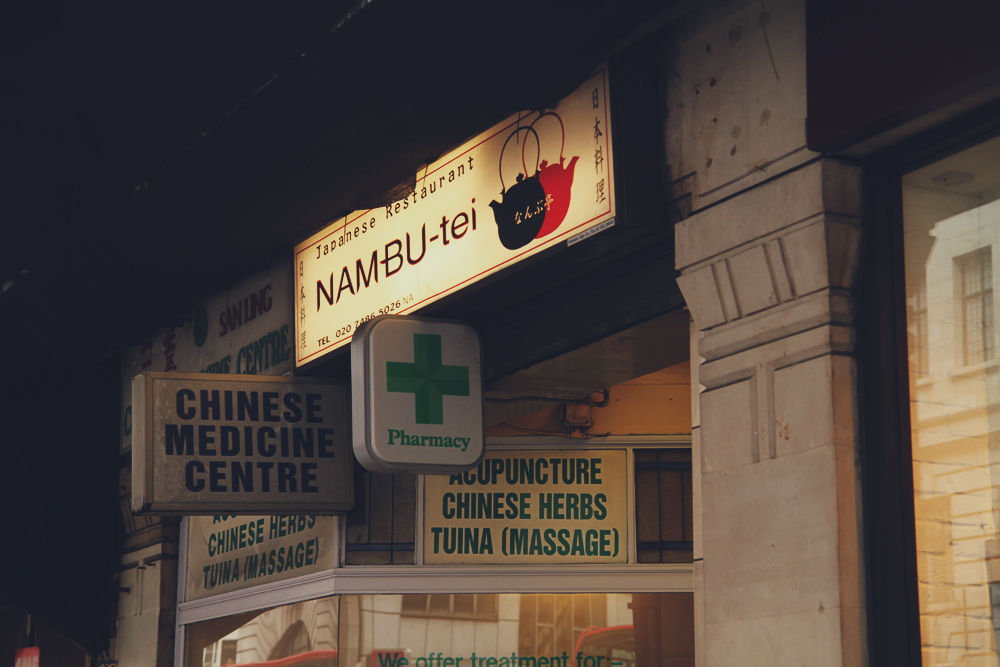 Japanese Restaurant
NAMBU-tei
TEL 020 7486 5026
日本料理
なんぶ亭
日本料理
SAN LING
CENTRE
Pharmacy
CHINESE
MEDICINE
CENTRE
ACUPUNCTURE
CHINESE HERBS
TUINA (MASSAGE)
CHINESE HERBS
TUINA (MASSAGE)
We offer treatment for:-